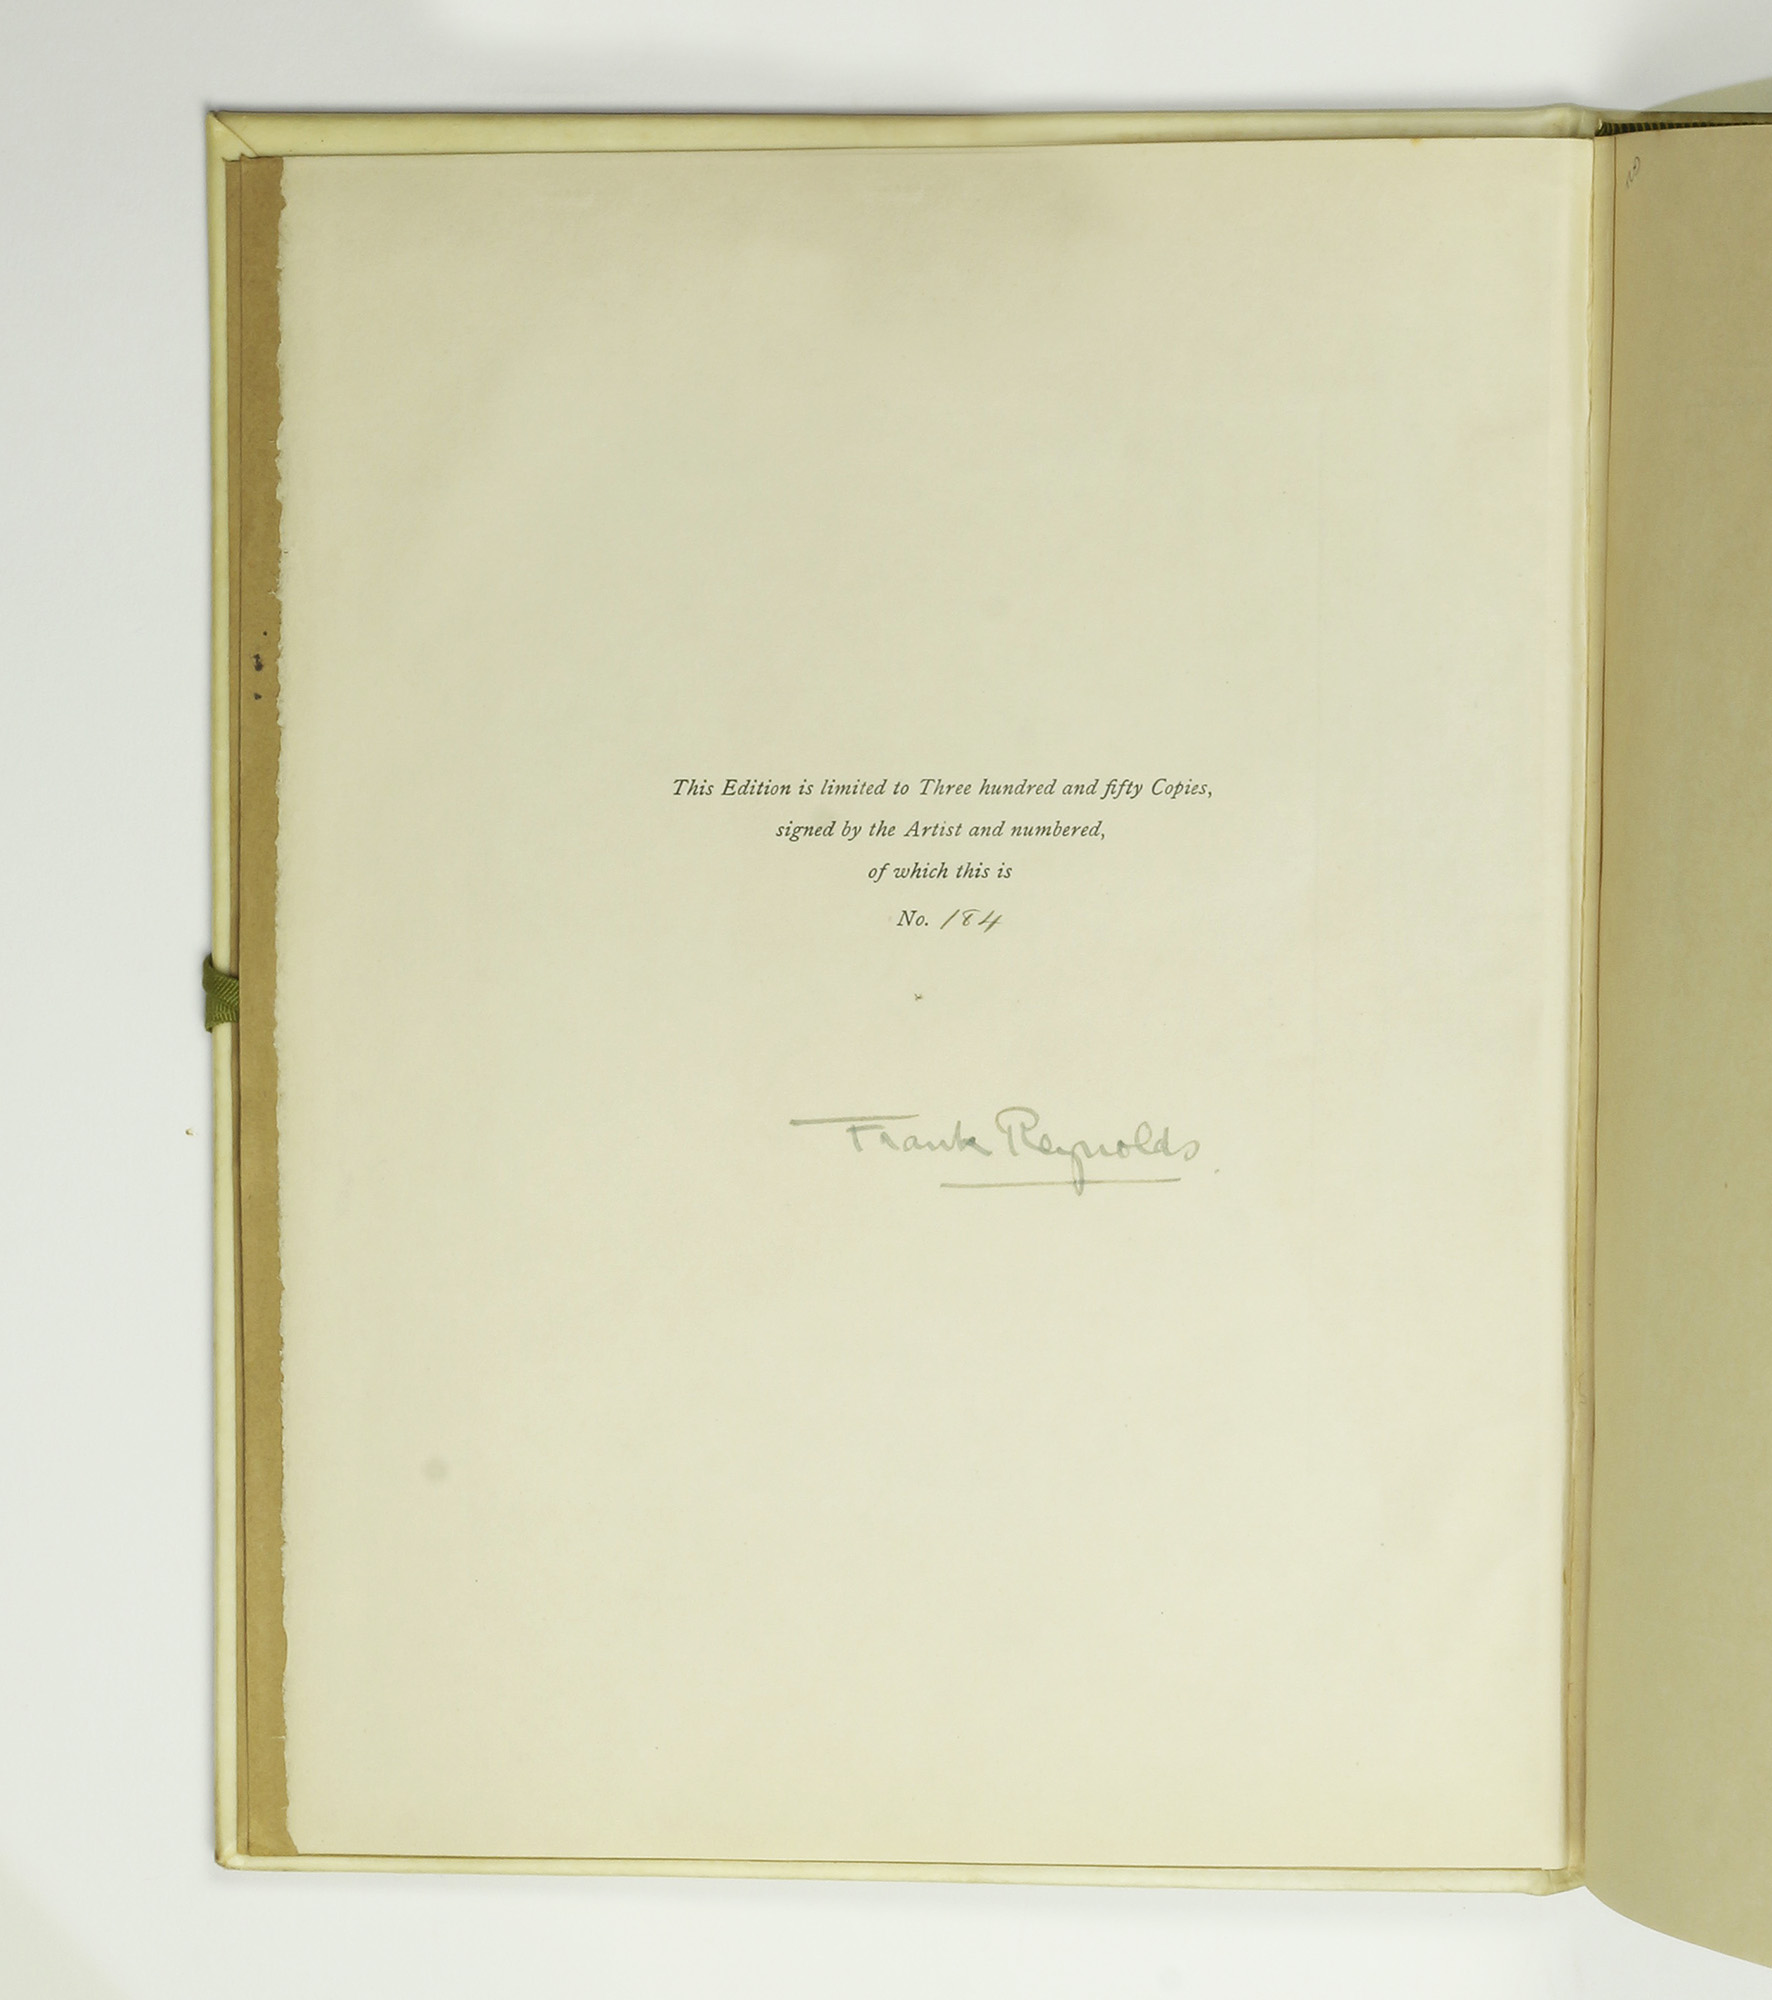 This Edition is limited to Three hundred and fifty Copies,
signed by the Artist and numbered,
of which this is
No. 184
Frank Reynolds.